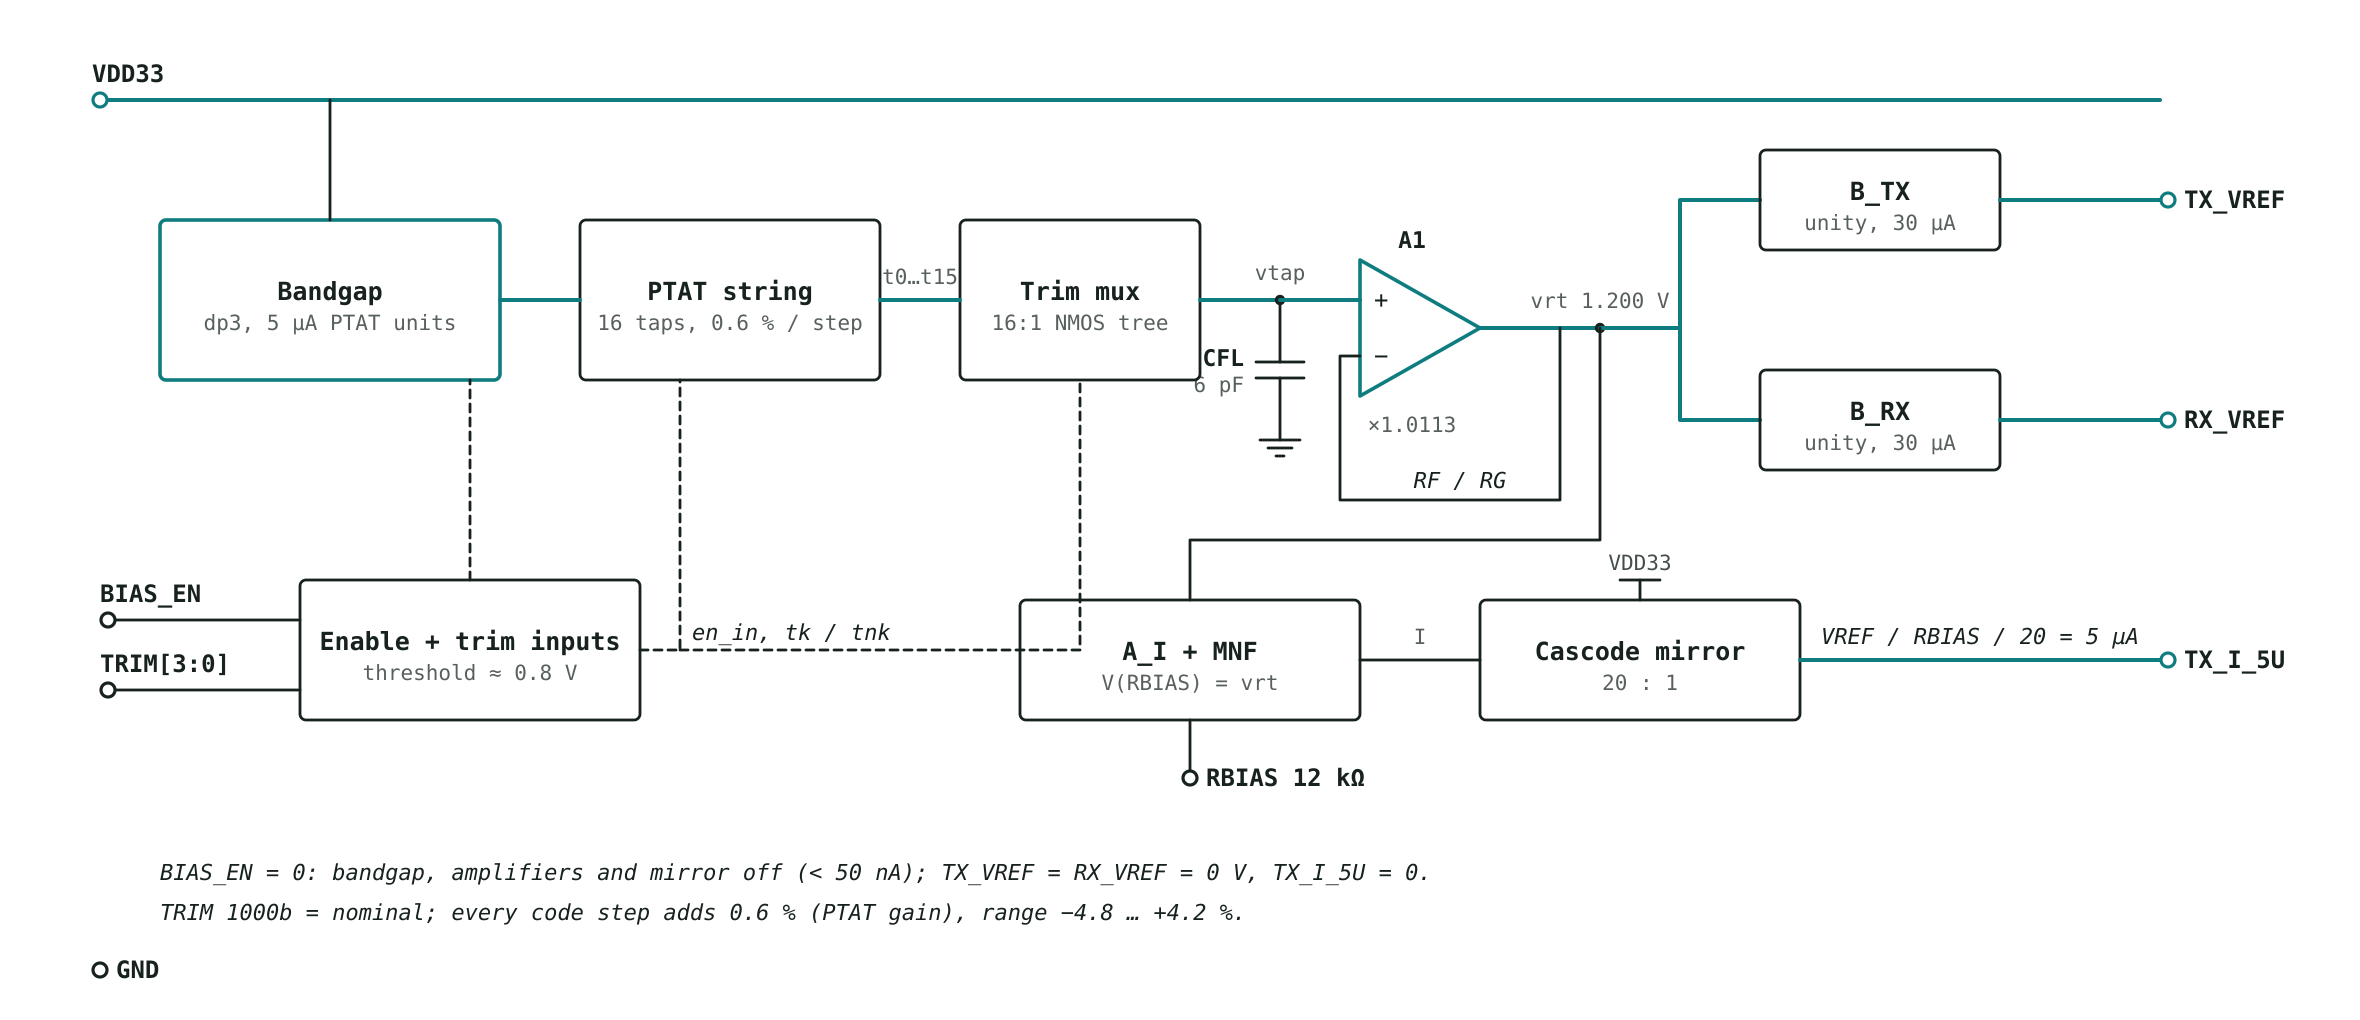 VDD33
Bandgap
dp3, 5 µA PTAT units
PTAT string
16 taps, 0.6 % / step
t0…t15
Trim mux
16:1 NMOS tree
vtap
CFL
6 pF
A1
+
−
×1.0113
RF / RG
vrt 1.200 V
B_TX
unity, 30 µA
TX_VREF
B_RX
unity, 30 µA
RX_VREF
BIAS_EN
TRIM[3:0]
Enable + trim inputs
threshold ≈ 0.8 V
en_in, tk / tnk
A_I + MNF
V(RBIAS) = vrt
RBIAS 12 kΩ
I
VDD33
Cascode mirror
20 : 1
VREF / RBIAS / 20 = 5 µA
TX_I_5U
BIAS_EN = 0: bandgap, amplifiers and mirror off (< 50 nA); TX_VREF = RX_VREF = 0 V, TX_I_5U = 0.
TRIM 1000b = nominal; every code step adds 0.6 % (PTAT gain), range −4.8 … +4.2 %.
GND